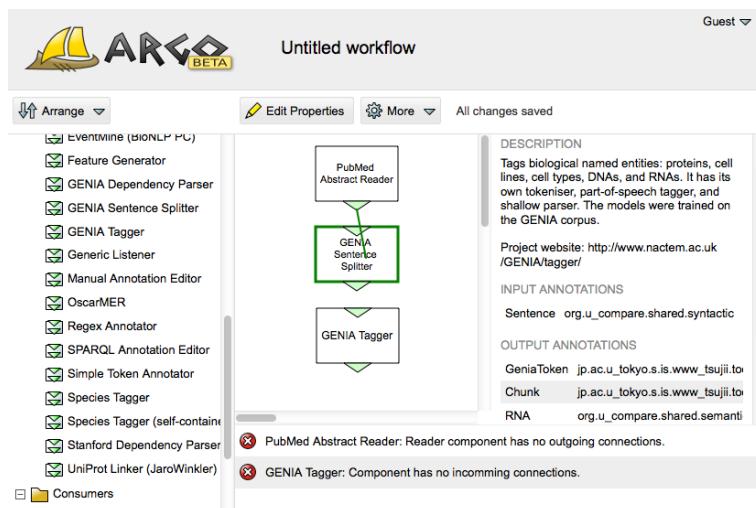 Guest
ARGO
BETA
Untitled workflow
Arrange
Edit Properties
More
All changes saved
EventMine (BioNLP PC)
Feature Generator
GENIA Dependency Parser
GENIA Sentence Splitter
GENIA Tagger
Generic Listener
Manual Annotation Editor
OscarMER
Regex Annotator
SPARQL Annotation Editor
Simple Token Annotator
Species Tagger
Species Tagger (self-containe
Stanford Dependency Parser
UniProt Linker (JaroWinkler)
Consumers
PubMed
Abstract Reader
GENIA
Sentence
Splitter
GENIA Tagger
DESCRIPTION
Tags biological named entities: proteins, cell
lines, cell types, DNAs, and RNAs. It has its
own tokeniser, part-of-speech tagger, and
shallow parser. The models were trained on
the GENIA corpus.
Project website: http://www.nactem.ac.uk
/GENIA/tagger/
INPUT ANNOTATIONS
Sentence org.u_compare.shared.syntactic
OUTPUT ANNOTATIONS
GeniaToken jp.ac.u_tokyo.s.is.www_tsujii.too
Chunk jp.ac.u_tokyo.s.is.www_tsujii.too
RNA org.u_compare.shared.semanti
PubMed Abstract Reader: Reader component has no outgoing connections.
GENIA Tagger: Component has no incomming connections.